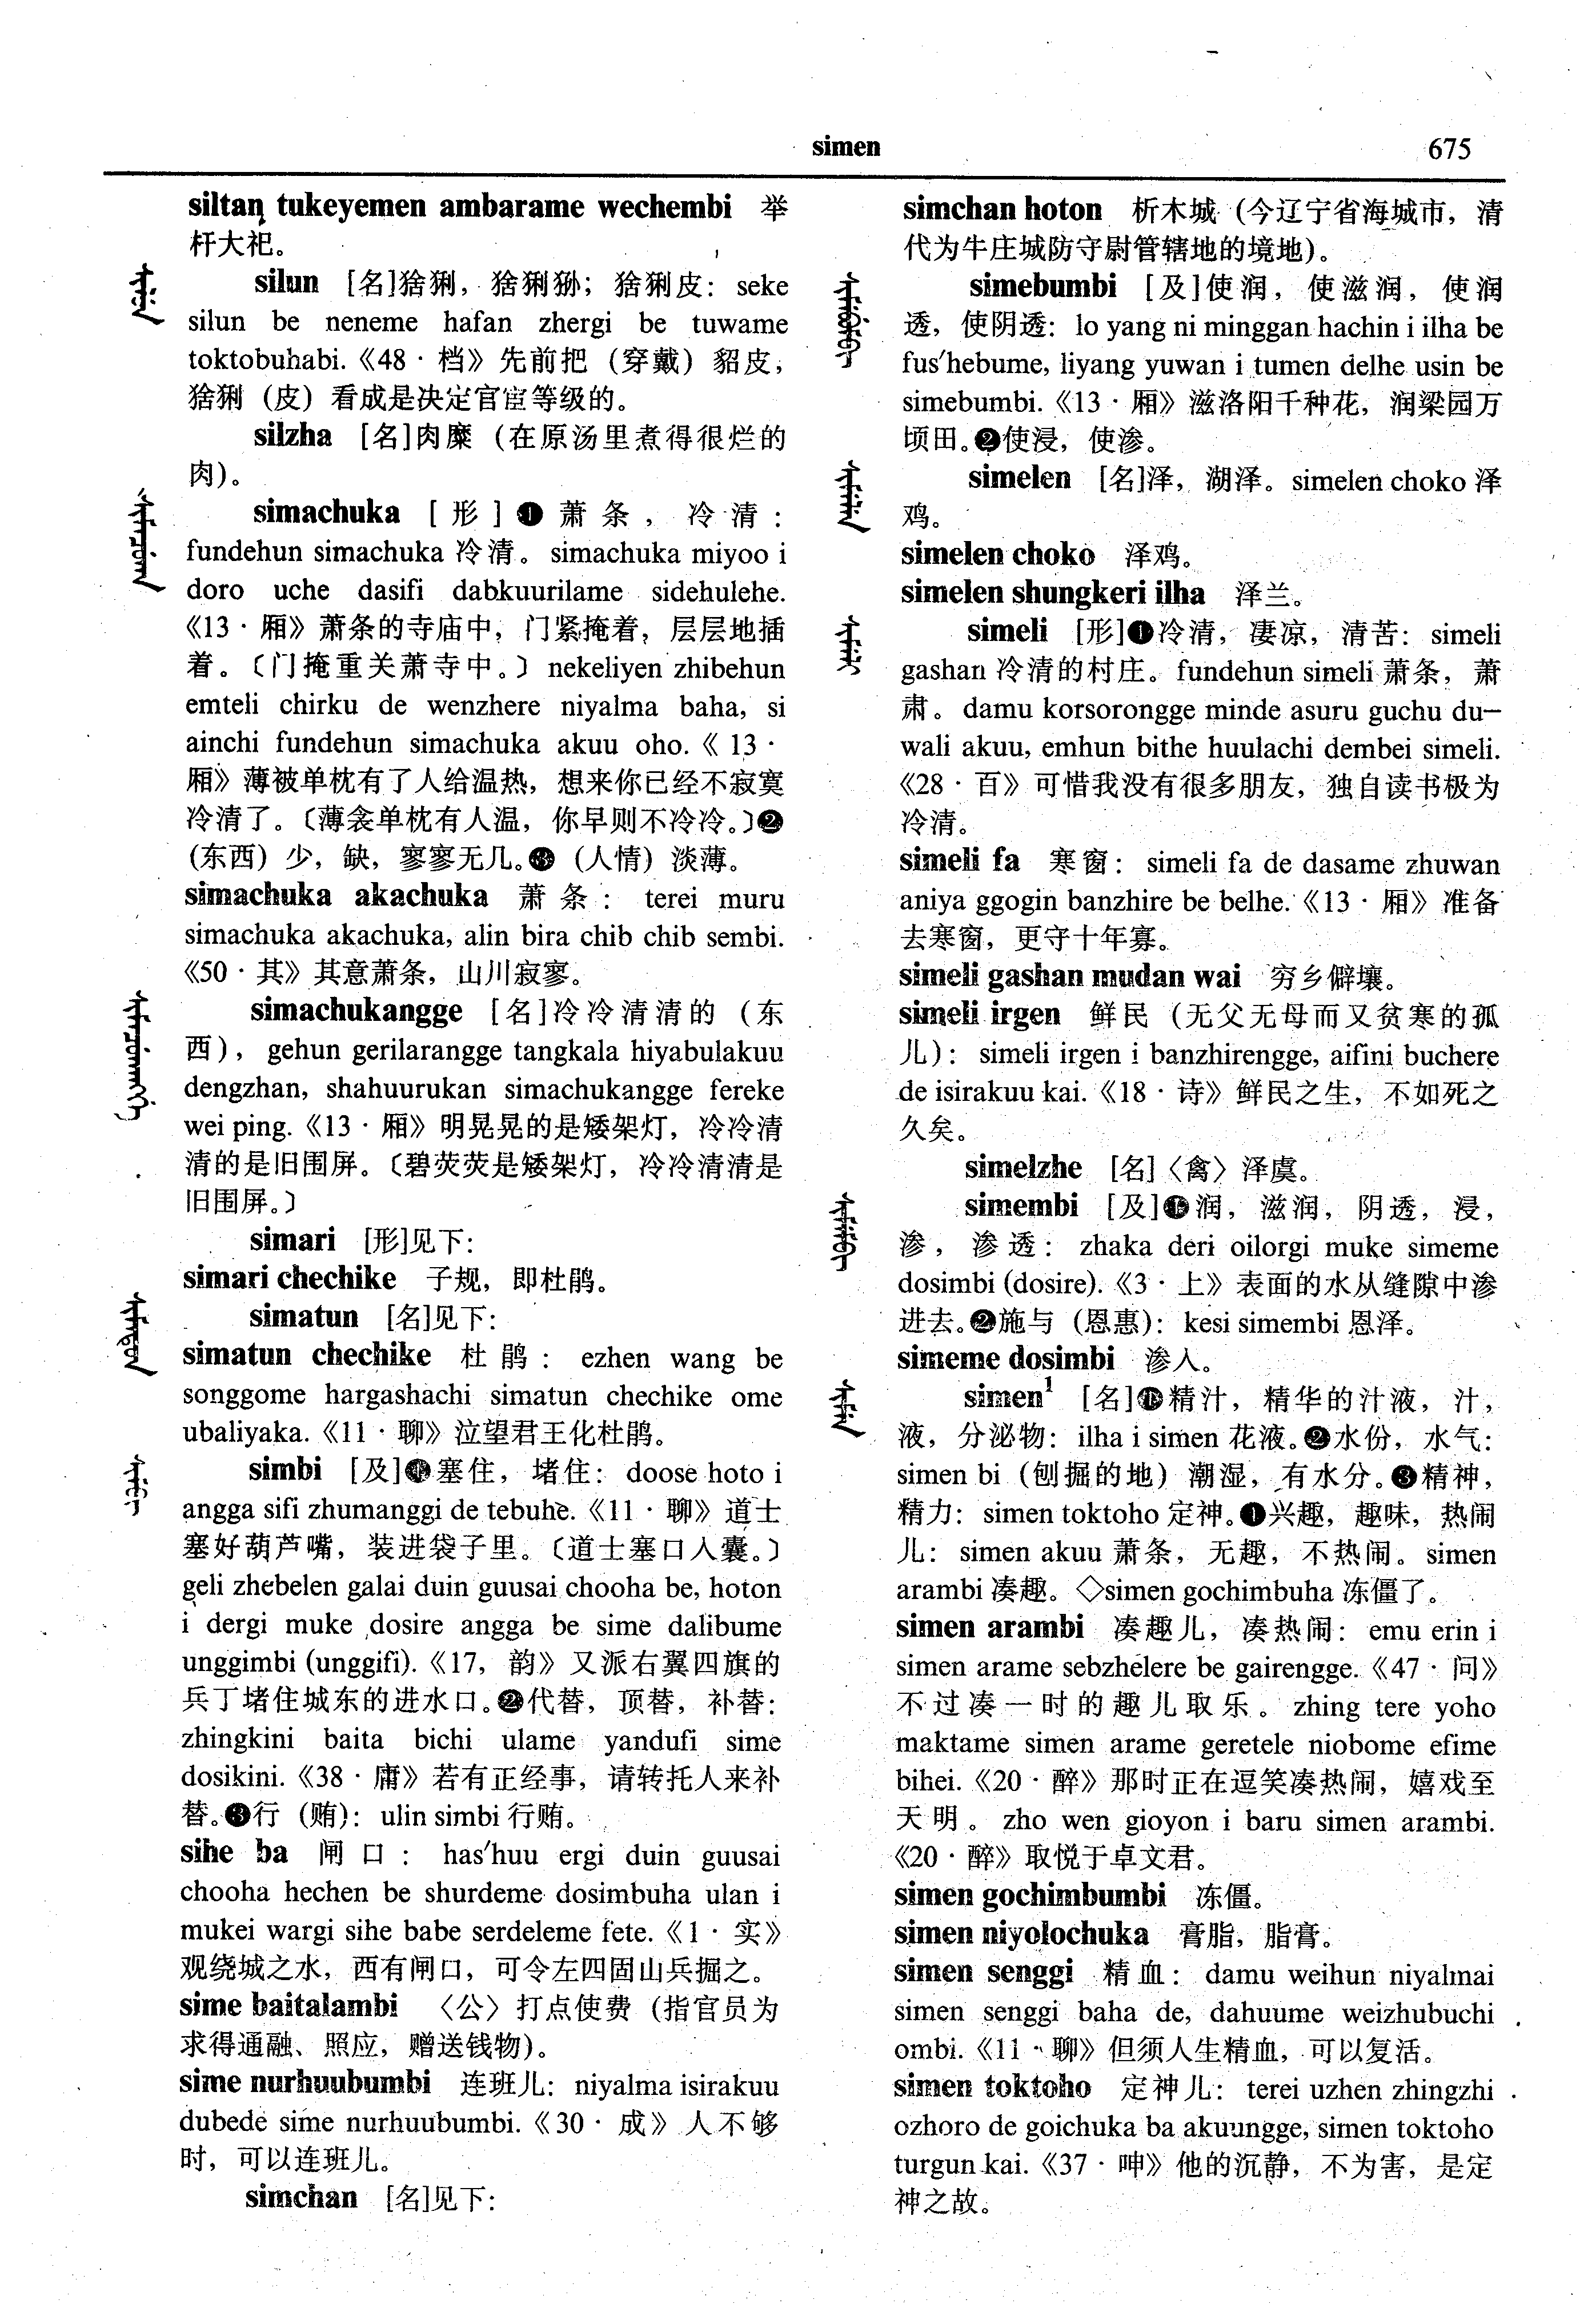 simen
675
siltan tukeyemen ambarame wechembi 举
杆大祀。
silun [名]猞猁，猞猁狲；猞猁皮：seke
silun be neneme hafan zhergi be tuwame
toktobuhabi.《48·档》先前把（穿戴）貂皮，
猞猁（皮）看成是决定官宦等级的。
silzha [名]肉糜（在原汤里煮得很烂的
肉）。
simachuka [形]❶萧条，冷清：
fundehun simachuka 冷清。simachuka miyoo i
doro uche dasifi dabkuurilame sidehulehe.
《13·厢》萧条的寺庙中，门紧掩着，层层地插
着。〔门掩重关萧寺中。〕nekeliyen zhibehun
emteli chirku de wenzhere niyalma baha, si
ainchi fundehun simachuka akuu oho.《13·
厢》薄被单枕有了人给温热，想来你已经不寂寞
冷清了。〔薄衾单枕有人温，你早则不冷冷。〕❷
(东西）少，缺，寥寥无几。❸（人情）淡薄。
simachuka akachuka 萧条：terei muru
simachuka akachuka, alin bira chib chib sembi.
《50·其》其意萧条，山川寂寥。
simachukangge [名]冷冷清清的（东
西），gehun gerilarangge tangkala hiyabulakuu
dengzhan, shahuurukan simachukangge fereke
wei ping.《13·厢》明晃晃的是矮架灯，冷冷清
清的是旧围屏。〔碧荧荧是矮架灯，冷冷清清是
旧围屏。〕
simari [形]见下：
simari chechike 子规，即杜鹃。
simatun [名]见下：
simatun chechike 杜鹃：ezhen wang be
songgome hargashachi simatun chechike ome
ubaliyaka.《11·聊》泣望君王化杜鹃。
simbi [及]❶塞住，堵住：doose hoto i
angga sifi zhumanggi de tebuhe.《11·聊》道士
塞好葫芦嘴，装进袋子里。〔道士塞口入囊。〕
geli zhebelen galai duin guusai chooha be, hoton
i dergi muke dosire angga be sime dalibume
unggimbi (unggifi).《17，韵》又派右翼四旗的
兵丁堵住城东的进水口。❷代替，顶替，补替：
zhingkini baita bichi ulame yandufi sime
dosikini.《38·庸》若有正经事，请转托人来补
替。❸行（贿）：ulin simbi 行贿。
sihe ba 闸口：has'huu ergi duin guusai
chooha hechen be shurdeme dosimbuha ulan i
mukei wargi sihe babe serdeleme fete.《1·实》
观绕城之水，西有闸口，可令左四固山兵掘之。
sime baitalambi 〈公〉打点使费（指官员为
求得通融、照应，赠送钱物）。
sime nurhuubumbi 连班儿：niyalma isirakuu
dubede sime nurhuubumbi.《30·成》人不够
时，可以连班儿。
simchan [名]见下：
simchan hoton 析木城（今辽宁省海城市，清
代为牛庄城防守尉管辖地的境地）。
simebumbi [及]使润，使滋润，使润
透，使阴透：lo yang ni minggan hachin i ilha be
fus'hebume, liyang yuwan i tumen delhe usin be
simebumbi.《13·厢》滋洛阳千种花，润梁园万
顷田。❷使浸，使渗。
simelen [名]泽，湖泽。simelen choko 泽
鸡。
simelen choko 泽鸡。
simelen shungkeri ilha 泽兰。
simeli [形]❶冷清，凄凉，清苦：simeli
gashan 冷清的村庄。fundehun simeli 萧条，萧
肃。damu korsorongge minde asuru guchu du—
wali akuu, emhun bithe huulachi dembei simeli.
《28·百》可惜我没有很多朋友，独自读书极为
冷清。
simeli fa 寒窗：simeli fa de dasame zhuwan
aniya ggogin banzhire be belhe.《13·厢》准备
去寒窗，更守十年寡。
simeli gashan mudan wai 穷乡僻壤。
simeli irgen 鲜民（无父无母而又贫寒的孤
儿）：simeli irgen i banzhirengge, aifini buchere
de isirakuu kai.《18·诗》鲜民之生，不如死之
久矣。
simelzhe [名]〈禽〉泽虞。
simembi [及]❶润，滋润，阴透，浸，
渗，渗透：zhaka deri oilorgi muke simeme
dosimbi (dosire).《3·上》表面的水从缝隙中渗
进去。❷施与（恩惠）：kesi simembi 恩泽。
simeme dosimbi 渗入。
simen¹ [名]❶精汁，精华的汁液，汁，
液，分泌物：ilha i simen 花液。❷水份，水气：
simen bi（刨掘的地）潮湿，有水分。❸精神，
精力：simen toktoho 定神。❶兴趣，趣味，热闹
儿：simen akuu 萧条，无趣，不热闹。simen
arambi 凑趣。◇simen gochimbuha 冻僵了。
simen arambi 凑趣儿，凑热闹：emu erin i
simen arame sebzhelere be gairengge.《47·问》
不过凑一时的趣儿取乐。zhing tere yoho
maktame simen arame geretele niobome efime
bihei.《20·醉》那时正在逗笑凑热闹，嬉戏至
天明。zho wen gioyon i baru simen arambi.
《20·醉》取悦于卓文君。
simen gochimbumbi 冻僵。
simen niyolochuka 膏脂，脂膏。
simen senggi 精血：damu weihun niyalmai
simen senggi baha de, dahuume weizhubuchi
ombi.《11·聊》但须人生精血，可以复活。
simen toktoho 定神儿：terei uzhen zhingzhi
ozhoro de goichuka ba akuungge, simen toktoho
turgun kai.《37·呻》他的沉静，不为害，是定
神之故。